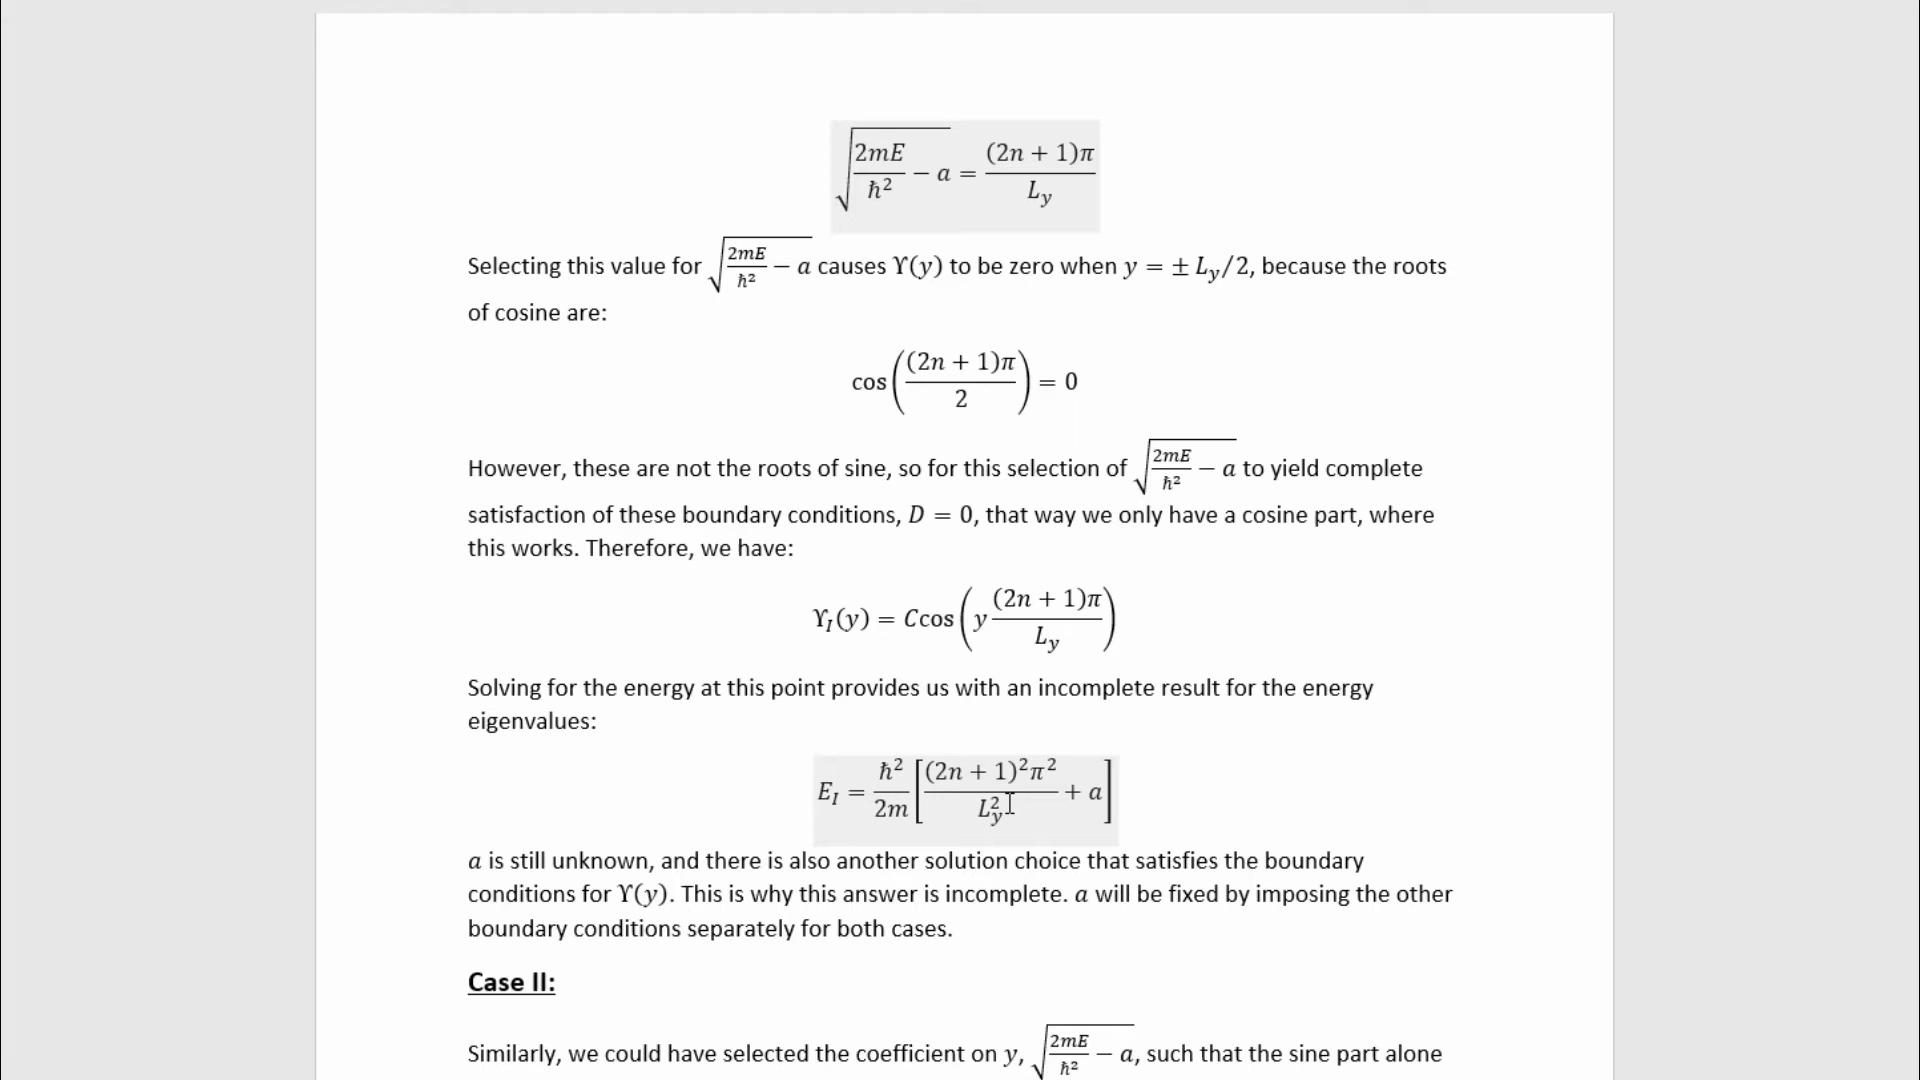 √(2mE/ħ² − a) = (2n + 1)π/L_y
Selecting this value for √(2mE/ħ² − a) causes ϒ(y) to be zero when y = ± L_y/2, because the roots
of cosine are:
cos((2n + 1)π/2) = 0
However, these are not the roots of sine, so for this selection of √(2mE/ħ² − a) to yield complete
satisfaction of these boundary conditions, D = 0, that way we only have a cosine part, where
this works. Therefore, we have:
ϒ_I(y) = Ccos(y (2n + 1)π/L_y)
Solving for the energy at this point provides us with an incomplete result for the energy
eigenvalues:
E_I = ħ²/2m [(2n + 1)²π²/L_y² + a]
a is still unknown, and there is also another solution choice that satisfies the boundary
conditions for ϒ(y). This is why this answer is incomplete. a will be fixed by imposing the other
boundary conditions separately for both cases.
Case II:
Similarly, we could have selected the coefficient on y, √(2mE/ħ² − a), such that the sine part alone